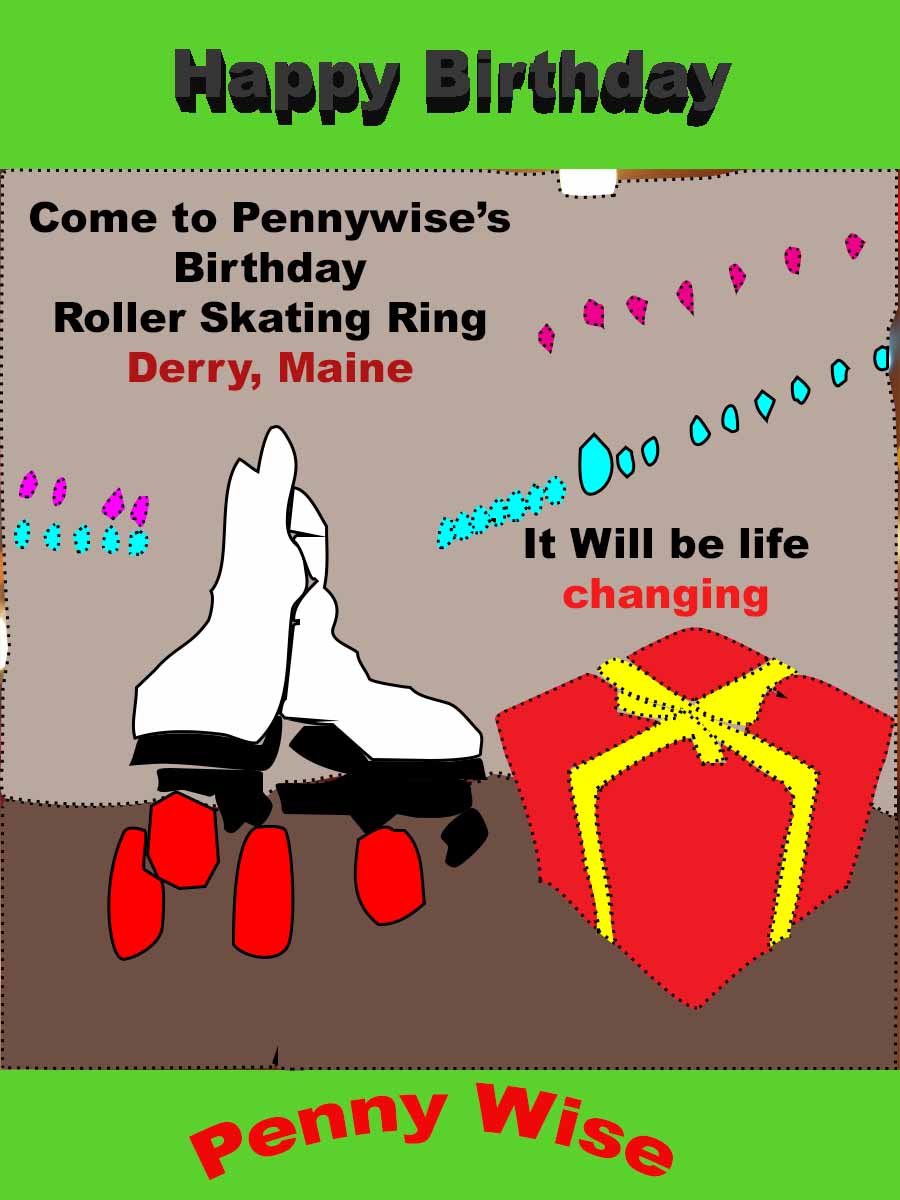 Happy Birthday
Come to Pennywise’s
Birthday
Roller Skating Ring
Derry, Maine
It Will be life
changing
Penny Wise